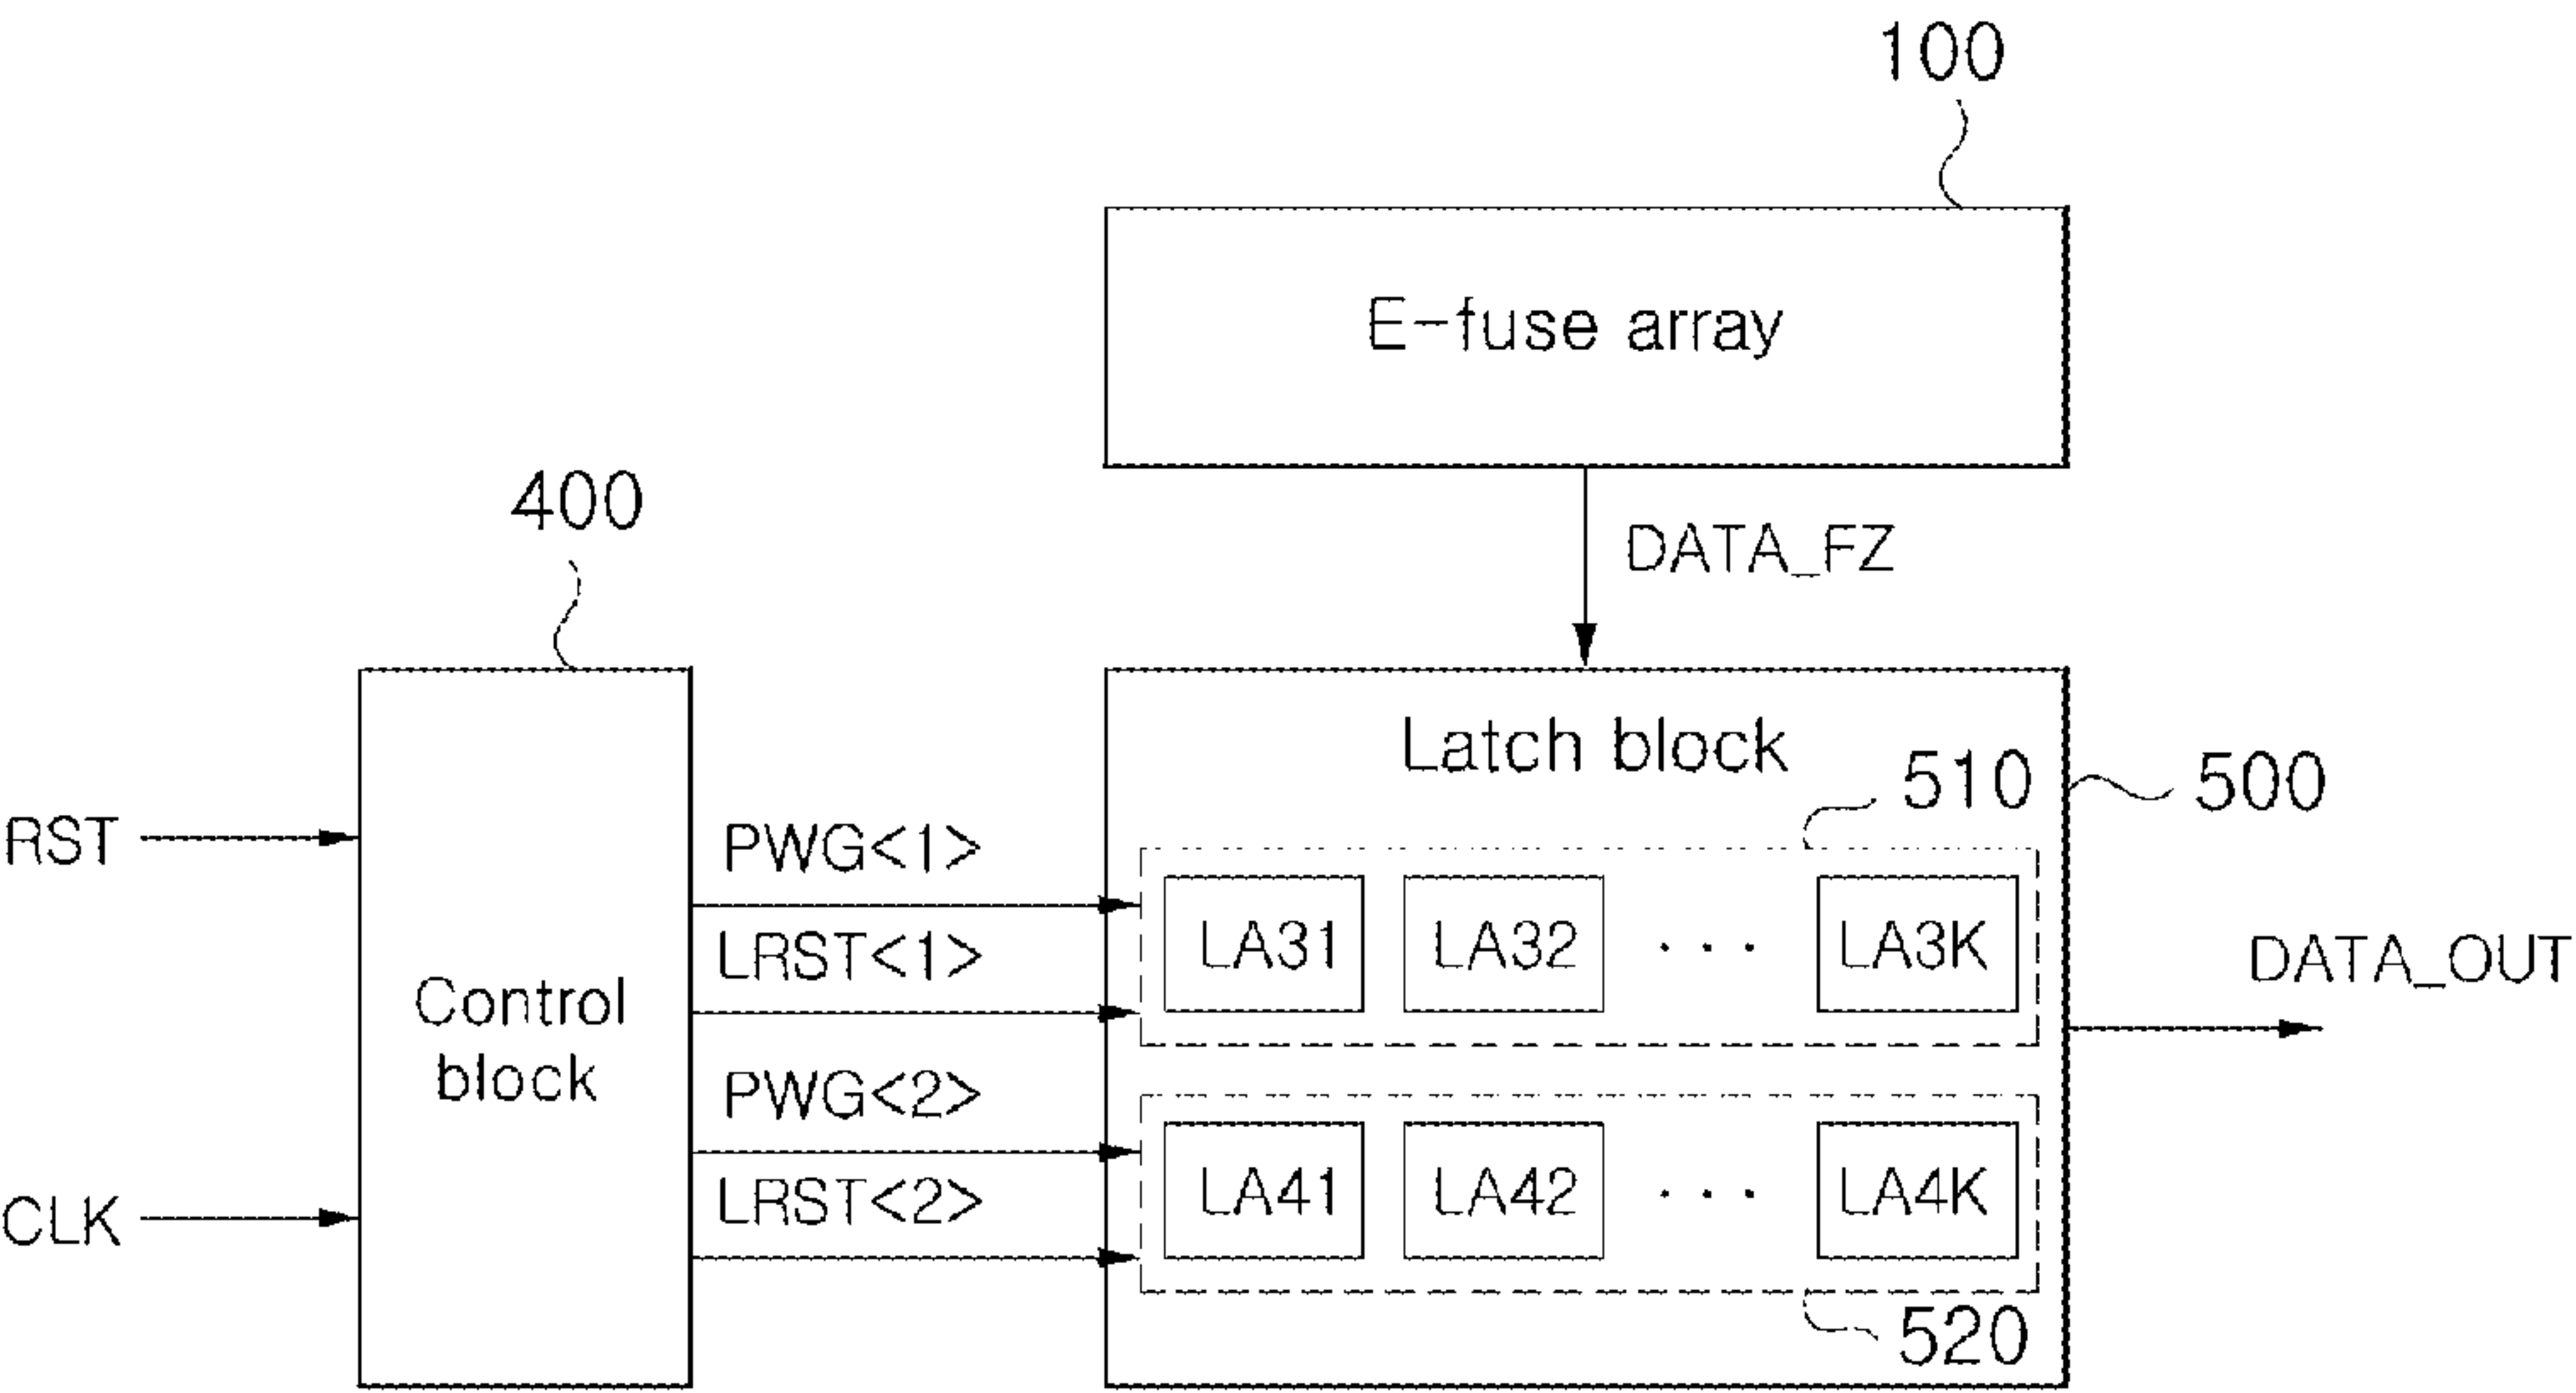 100
E-fuse array
400
DATA_FZ
Latch block
510
500
RST
PWG<1>
LA31 LA32 ··· LA3K
LRST<1>
DATA_OUT
Control
block
PWG<2>
LA41 LA42 ··· LA4K
LRST<2>
CLK
520